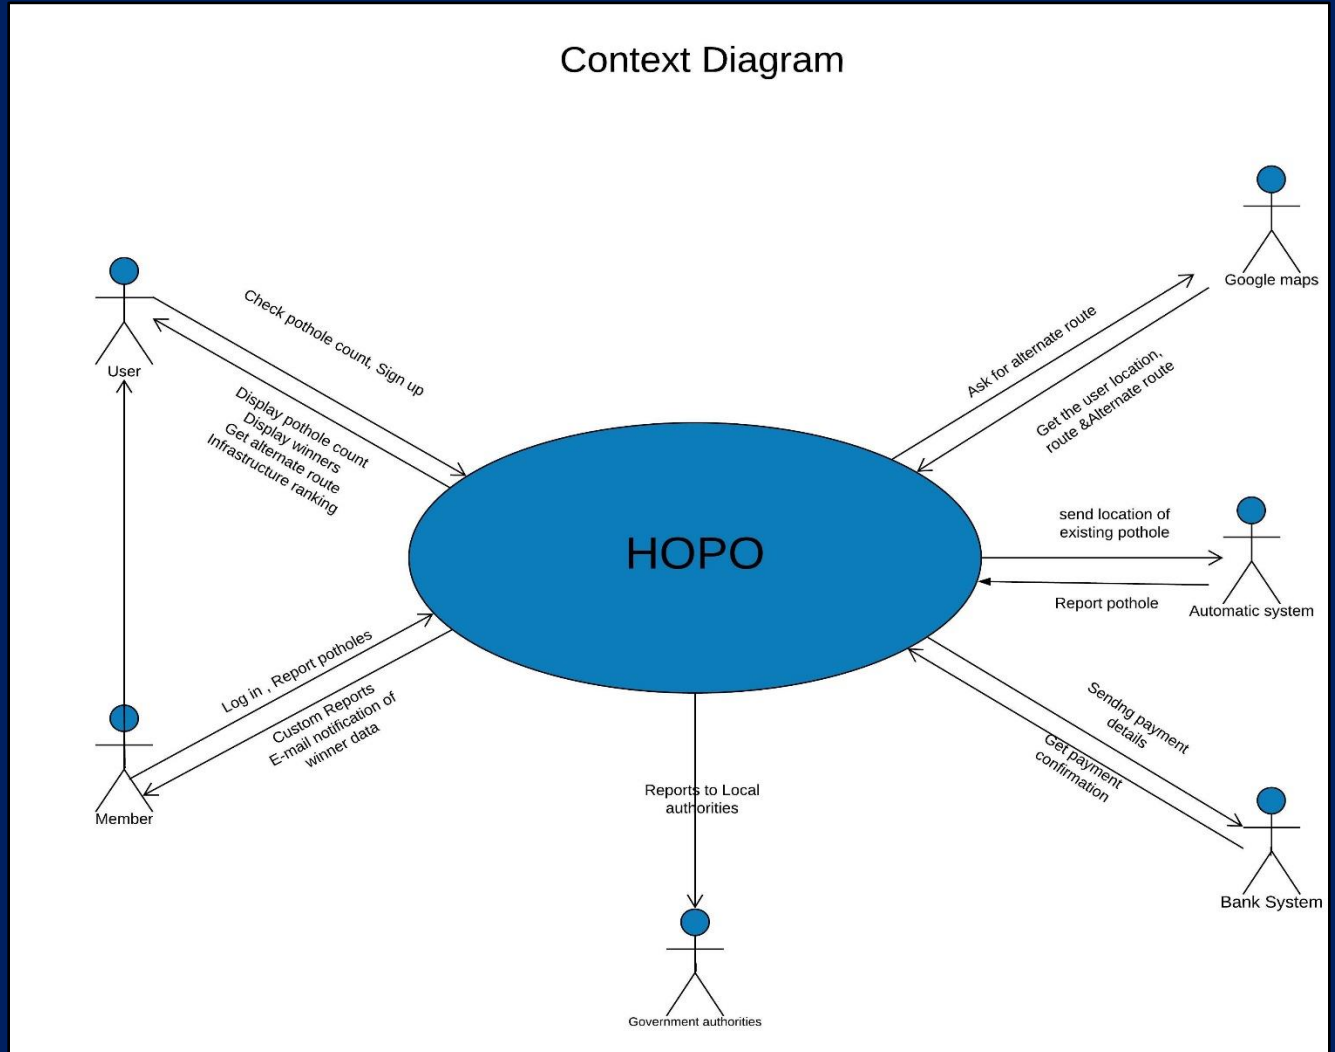 Context Diagram
Google maps
User
Check pothole count, Sign up
Display pothole count
Display winners
Get alternate route
Infrastructure ranking
Ask for alternate route
Get the user location,
route &Alternate route
HOPO
send location of
existing pothole
Report pothole
Automatic system
Log in , Report potholes
Custom Reports
E-mail notification of
winner data
Member
Sendng payment
details
Get payment
confirmation
Bank System
Reports to Local
authorities
Government authorities